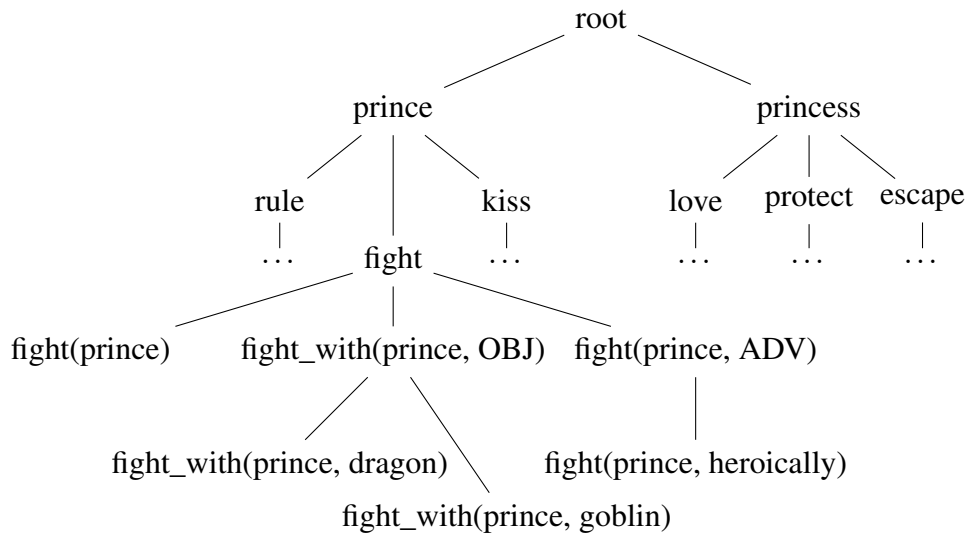 root
prince princess
rule kiss love protect escape
... fight ... ... ... ...
fight(prince) fight_with(prince, OBJ) fight(prince, ADV)
fight_with(prince, dragon) fight(prince, heroically)
fight_with(prince, goblin)